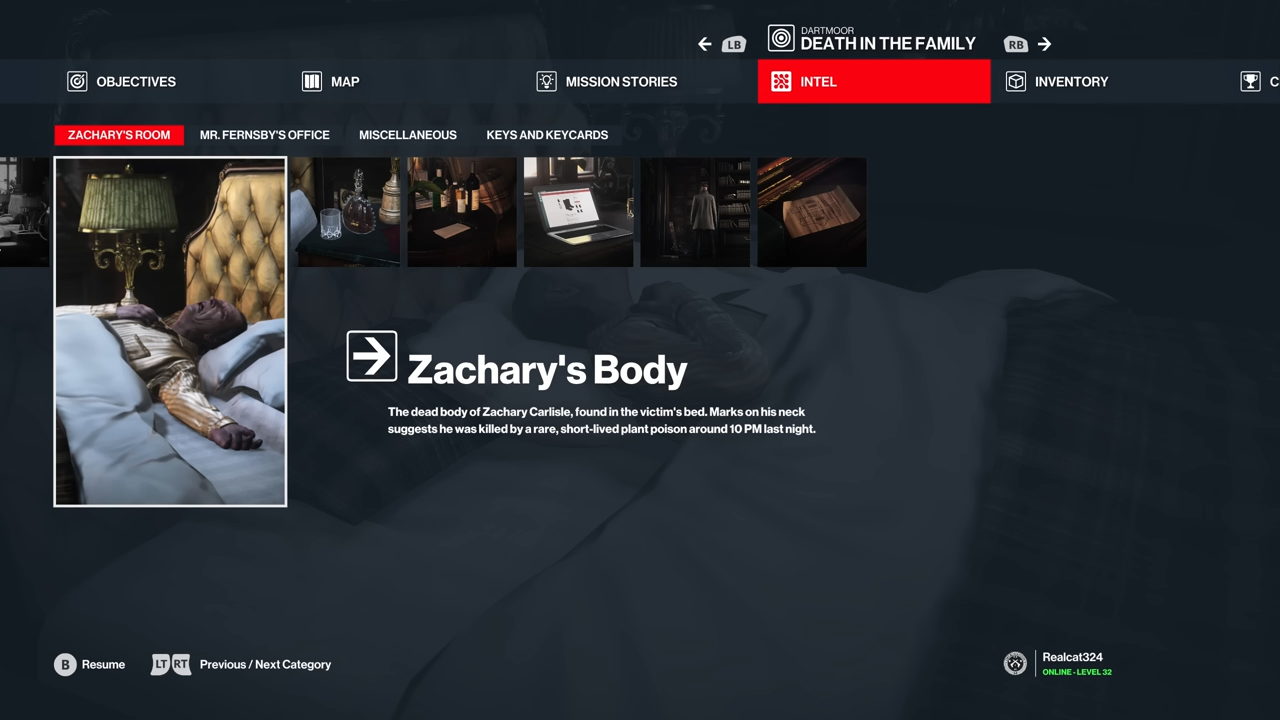 LB
DARTMOOR
DEATH IN THE FAMILY
RB
OBJECTIVES
MAP
MISSION STORIES
INTEL
INVENTORY
C
ZACHARY'S ROOM
MR. FERNSBY'S OFFICE
MISCELLANEOUS
KEYS AND KEYCARDS
Zachary's Body
The dead body of Zachary Carlisle, found in the victim's bed. Marks on his neck
suggests he was killed by a rare, short-lived plant poison around 10 PM last night.
B Resume
LT RT Previous / Next Category
Realcat324
ONLINE - LEVEL 32